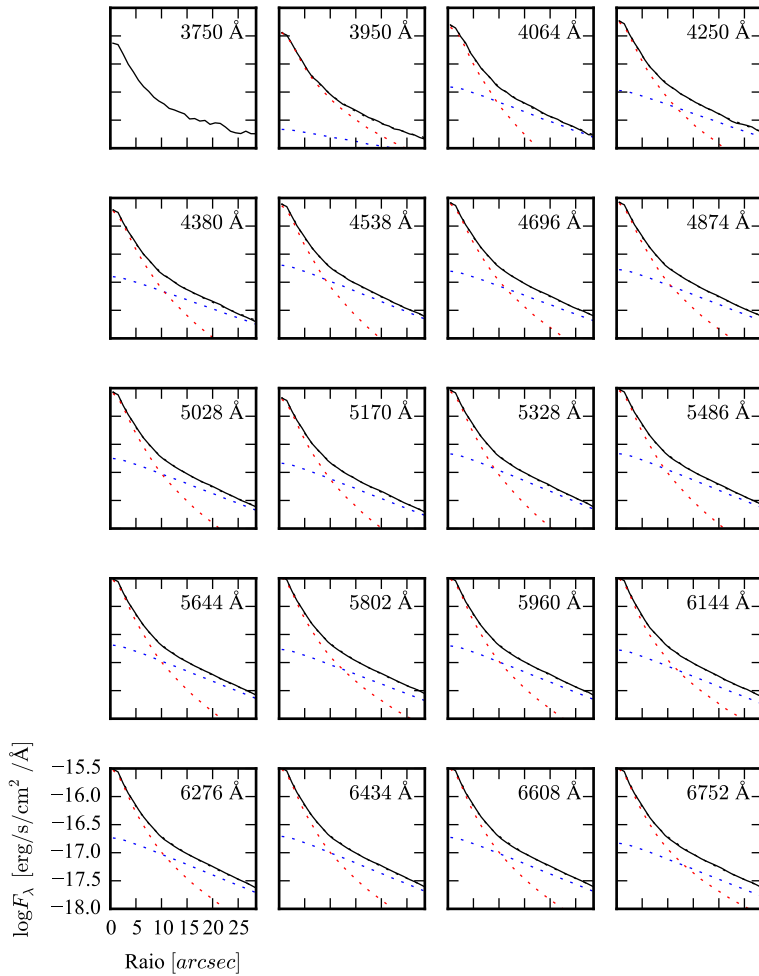 3750 Å
3950 Å
4064 Å
4250 Å
4380 Å
4538 Å
4696 Å
4874 Å
5028 Å
5170 Å
5328 Å
5486 Å
5644 Å
5802 Å
5960 Å
6144 Å
6276 Å
6434 Å
6608 Å
6752 Å
−15.5
−16.0
−16.5
−17.0
−17.5
−18.0
logF_λ [erg/s/cm² /Å]
0 5 10 15 20 25
Raio [arcsec]